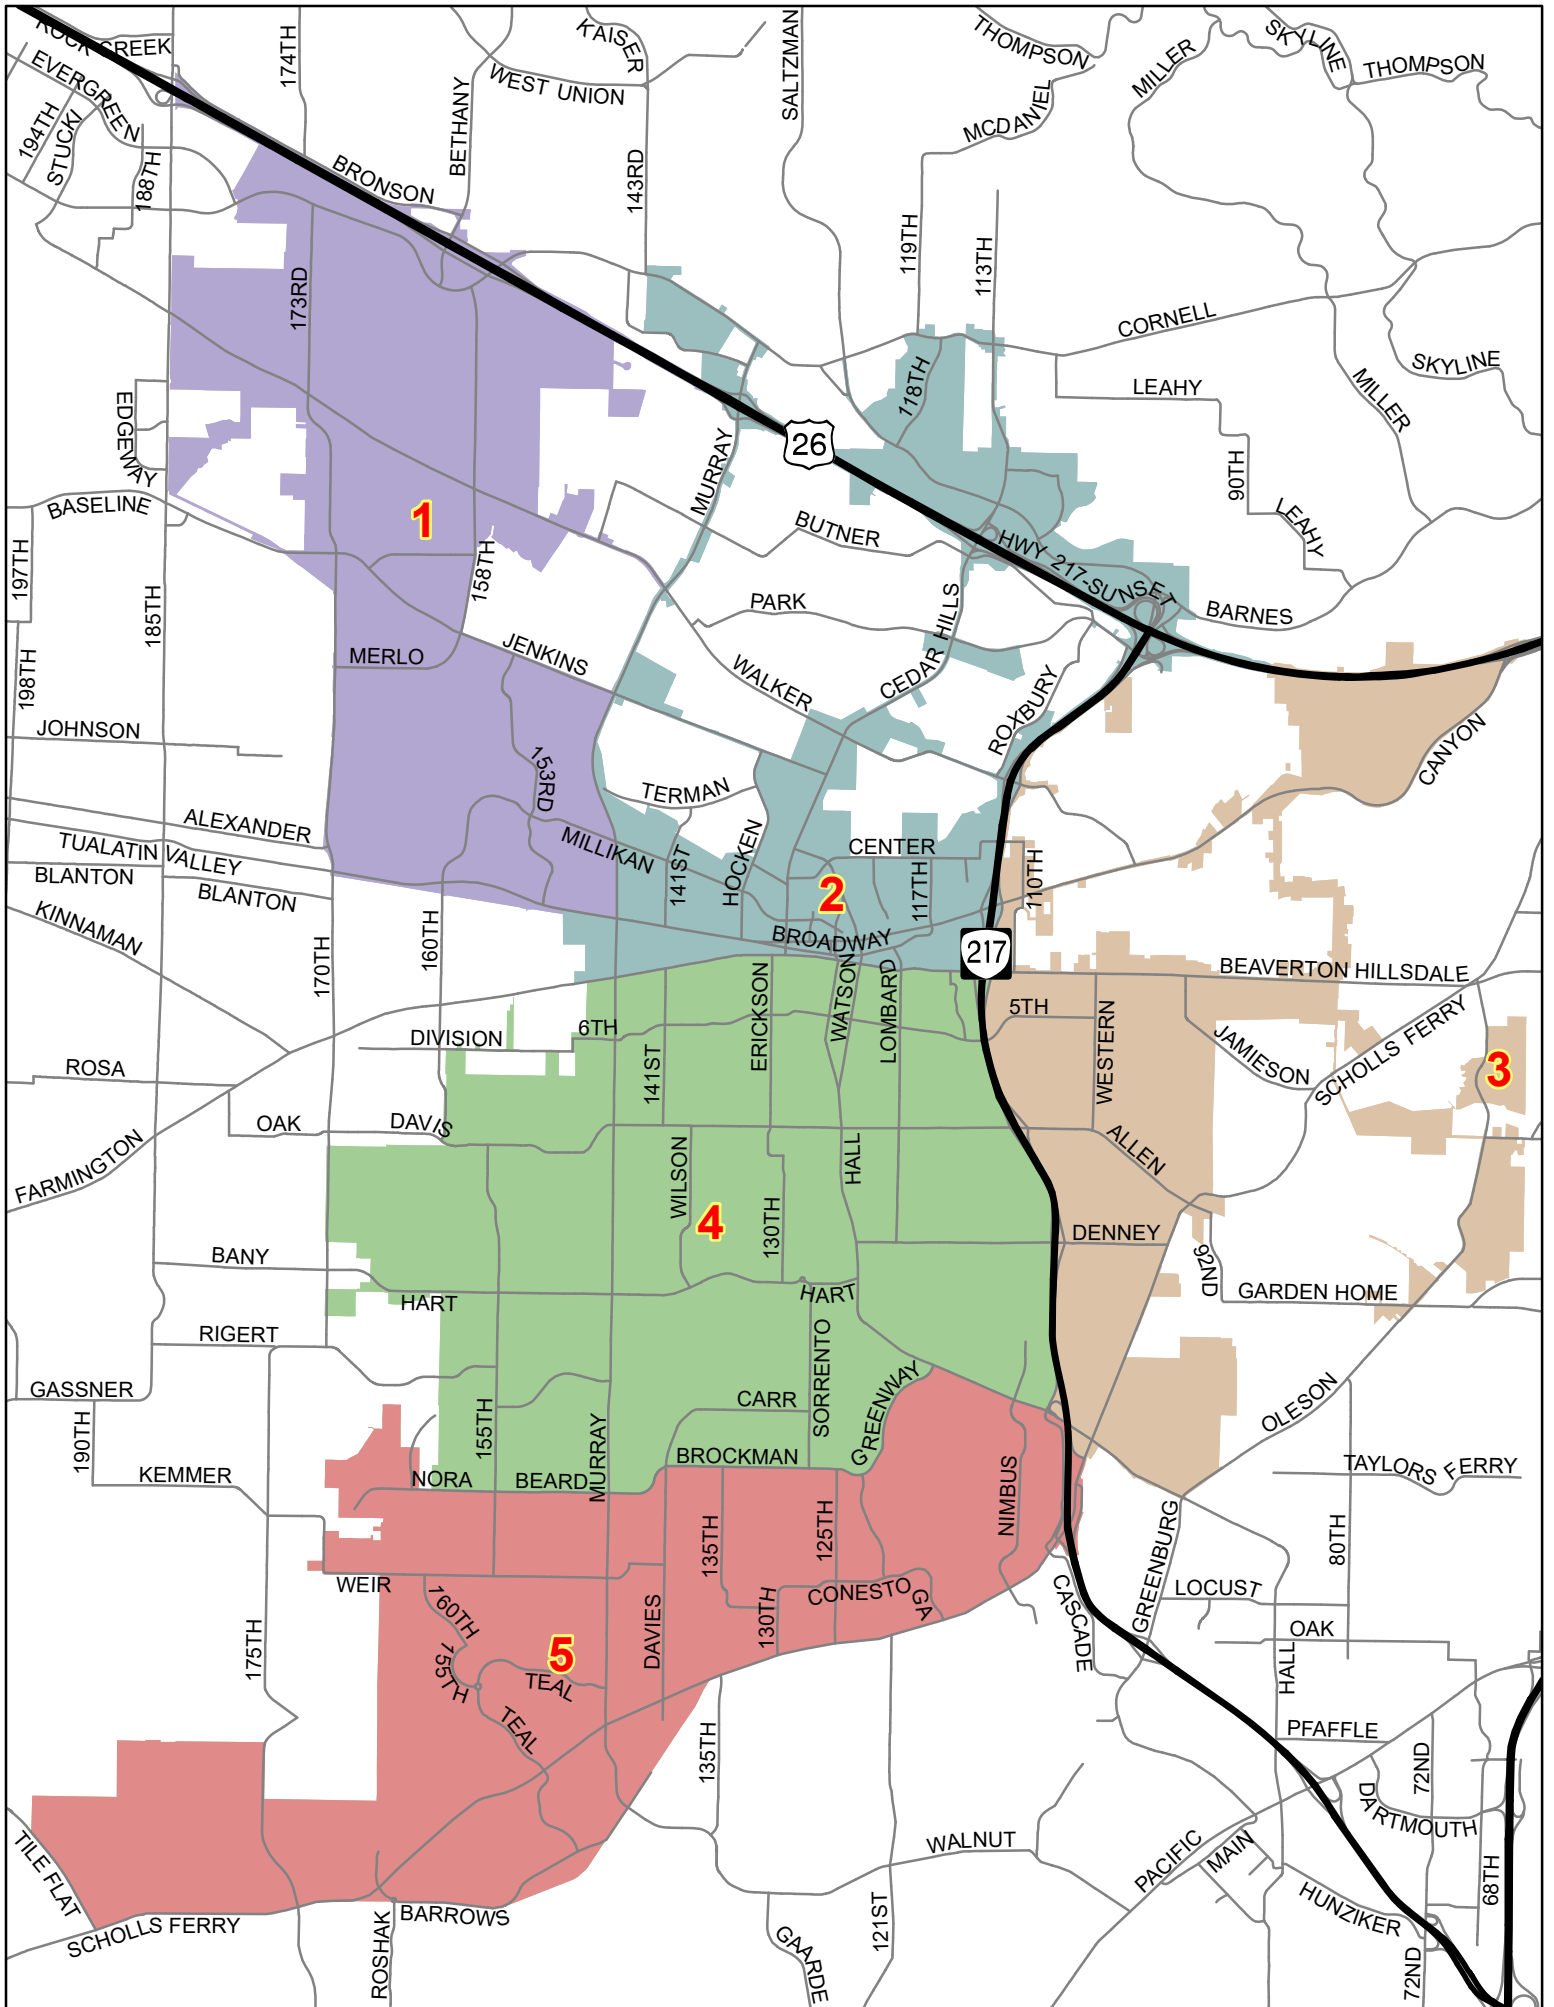 ROCK CREEK
174TH
KAISER
SALTZMAN
THOMPSON
MILLER
SKYLINE
THOMPSON
EVERGREEN
WEST UNION
BETHANY
194TH
STUCKI
188TH
BRONSON
143RD
MCDANIEL
119TH
113TH
173RD
CORNELL
118TH
LEAHY
SKYLINE
MILLER
EDGEWAY
26
MURRAY
90TH
BASELINE
1
BUTNER
HWY 217-SUNSET
LEAHY
197TH
185TH
158TH
PARK
CEDAR HILLS
BARNES
198TH
MERLO
JENKINS
WALKER
ROXBURY
JOHNSON
153RD
TERMAN
CANYON
ALEXANDER
TUALATIN VALLEY
MILLIKAN
141ST
HOCKEN
CENTER
117TH
110TH
BLANTON
BLANTON
2
KINNAMAN
170TH
160TH
BROADWAY
217
BEAVERTON HILLSDALE
ERICKSON
WATSON
LOMBARD
DIVISION
6TH
5TH
WESTERN
JAMIESON
SCHOLLS FERRY
3
ROSA
141ST
OAK
DAVIS
ALLEN
FARMINGTON
WILSON
HALL
4
130TH
DENNEY
92ND
BANY
HART
HART
GARDEN HOME
RIGERT
SORRENTO
GREENWAY
GASSNER
190TH
155TH
MURRAY
CARR
OLESON
BROCKMAN
NIMBUS
KEMMER
NORA
BEARD
TAYLORS FERRY
135TH
125TH
GREENBURG
80TH
WEIR
160TH
130TH
CONESTOGA
CASCADE
LOCUST
175TH
155TH
5
DAVIES
TEAL
TEAL
OAK
HALL
135TH
PFAFFLE
72ND
DARTMOUTH
TILE FLAT
WALNUT
PACIFIC
MAIN
68TH
SCHOLLS FERRY
BARROWS
ROSHAK
GAARDE
121ST
HUNZIKER
72ND